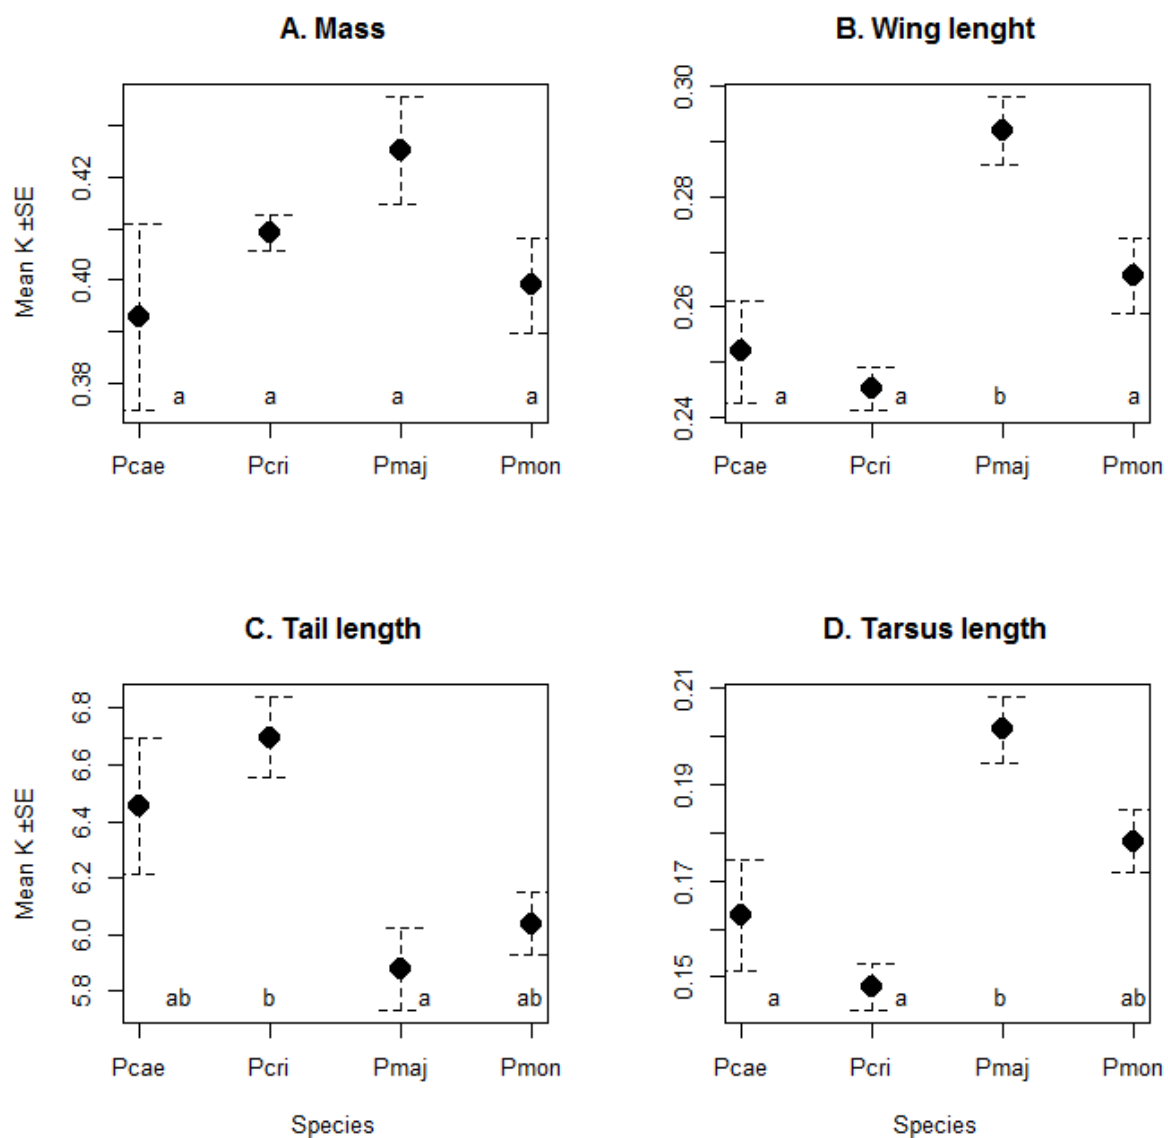 A. Mass
Mean K ±SE
0.42
0.40
0.38
a a a a
Pcae Pcri Pmaj Pmon
B. Wing lenght
0.30
0.28
0.26
0.24
a a b a
Pcae Pcri Pmaj Pmon
C. Tail length
Mean K ±SE
6.8
6.6
6.4
6.2
6.0
5.8
ab b a ab
Pcae Pcri Pmaj Pmon
Species
D. Tarsus length
0.21
0.19
0.17
0.15
a a b ab
Pcae Pcri Pmaj Pmon
Species